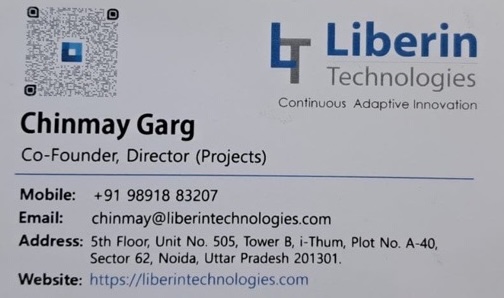 LT Liberin
Technologies
Continuous Adaptive Innovation
Chinmay Garg
Co-Founder, Director (Projects)
Mobile: +91 98918 83207
Email: chinmay@liberintechnologies.com
Address: 5th Floor, Unit No. 505, Tower B, i-Thum, Plot No. A-40,
Sector 62, Noida, Uttar Pradesh 201301.
Website: https://liberintechnologies.com